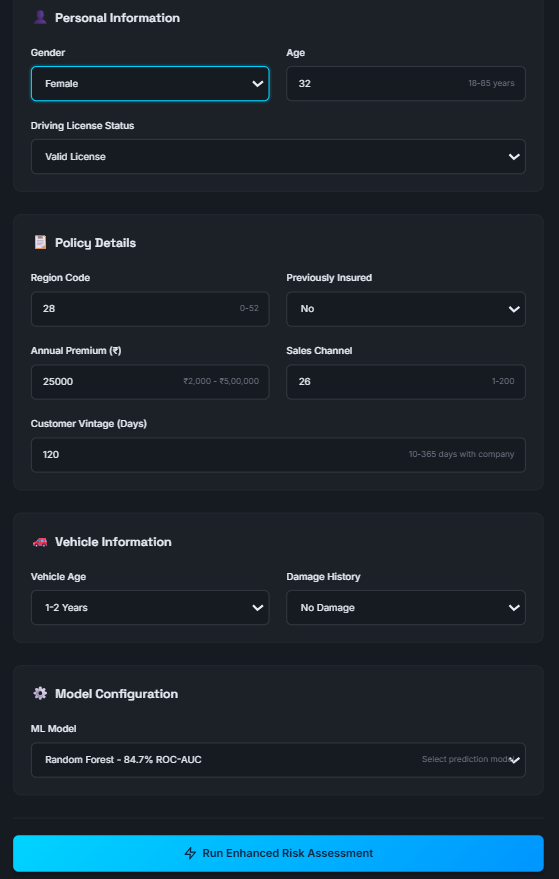 Personal Information
Gender Age
Female 32 18-85 years
Driving License Status
Valid License
Policy Details
Region Code Previously Insured
28 0-52 No
Annual Premium (₹) Sales Channel
25000 ₹2,000 - ₹5,00,000 26 1-200
Customer Vintage (Days)
120 10-365 days with company
Vehicle Information
Vehicle Age Damage History
1-2 Years No Damage
Model Configuration
ML Model
Random Forest - 84.7% ROC-AUC Select prediction model
Run Enhanced Risk Assessment